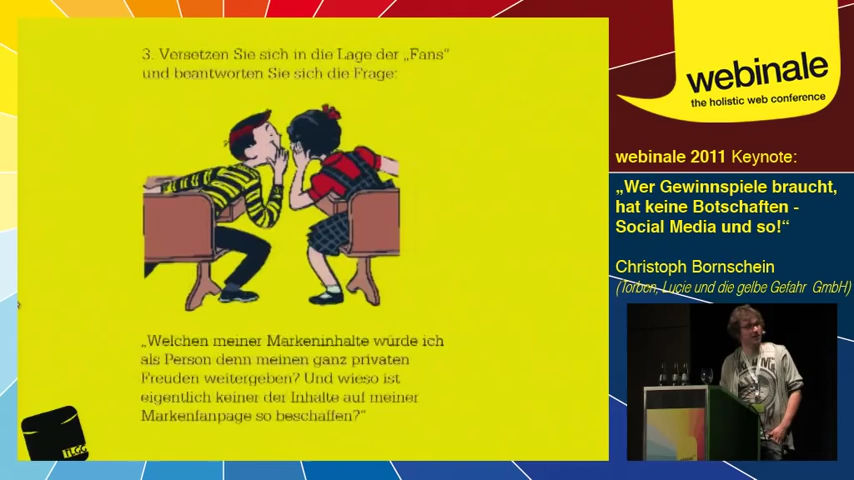 3. Versetzen Sie sich in die Lage der „Fans“
und beantworten Sie sich die Frage:
„Welchen meiner Markeninhalte würde ich
als Person denn meinen ganz privaten
Freuden weitergeben? Und wieso ist
eigentlich keiner der Inhalte auf meiner
Markenfanpage so beschaffen?“
TLGG
webinale
the holistic web conference
webinale 2011 Keynote:
„Wer Gewinnspiele braucht,
hat keine Botschaften -
Social Media und so!“
Christoph Bornschein
(Torben, Lucie und die gelbe Gefahr GmbH)